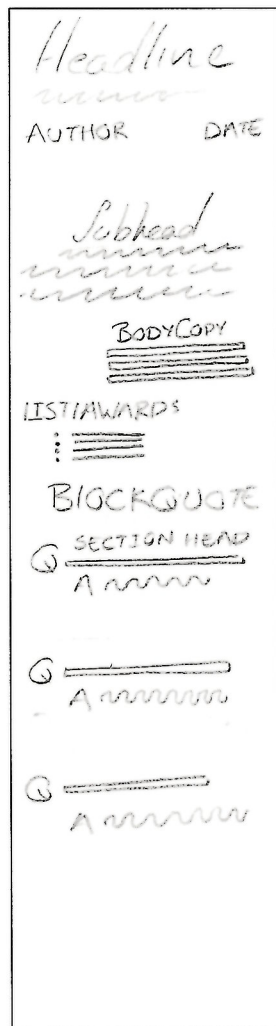 Headline
AUTHOR DATE
Subhead
BODYCOPY
LIST/AWARDS
BLOCKQUOTE
SECTION HEAD
Q
A
Q
A
Q
A